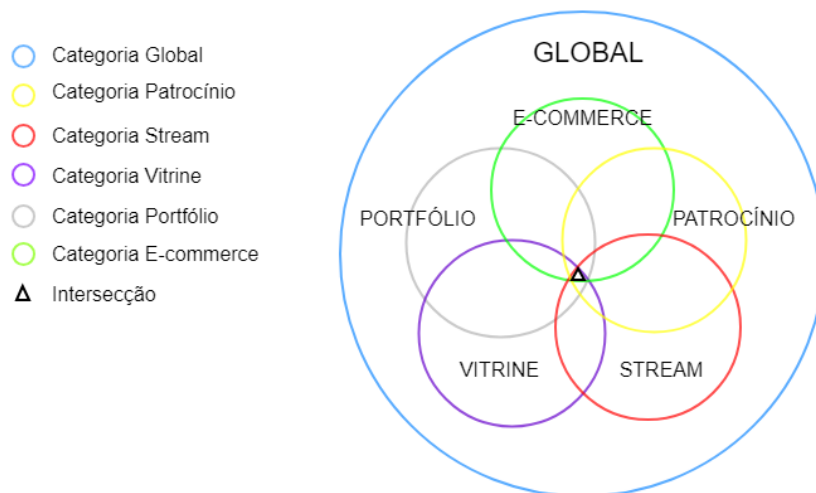 Categoria Global
Categoria Patrocínio
Categoria Stream
Categoria Vitrine
Categoria Portfólio
Categoria E-commerce
Intersecção
GLOBAL
E-COMMERCE
PORTFÓLIO
PATROCÍNIO
VITRINE
STREAM